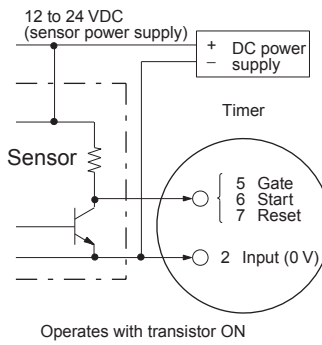 12 to 24 VDC
(sensor power supply)
+ DC power
− supply
Timer
Sensor
5 Gate
6 Start
7 Reset
2 Input (0 V)
Operates with transistor ON